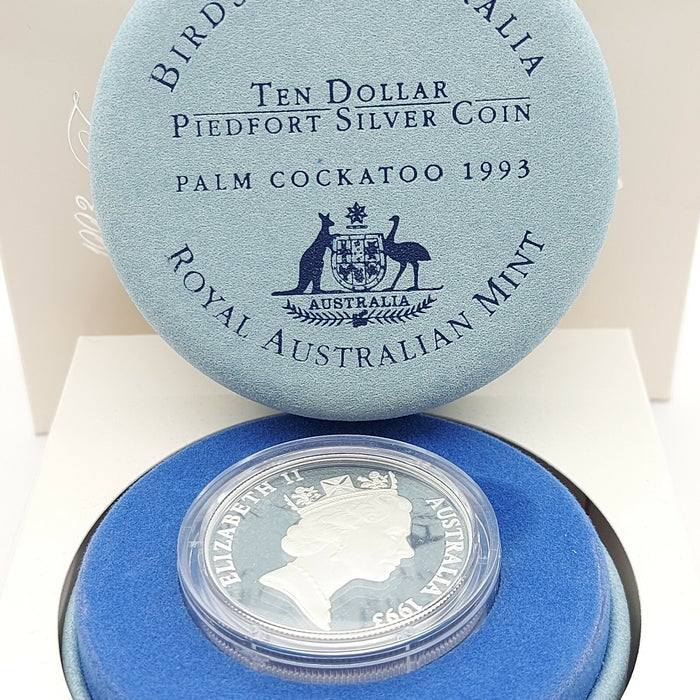 BIRDS
ALIA
TEN DOLLAR
PIEDFORT SILVER COIN
PALM COCKATOO 1993
AUSTRALIA
ROYAL AUSTRALIAN MINT
ELIZABETH II
AUSTRALIA 1993